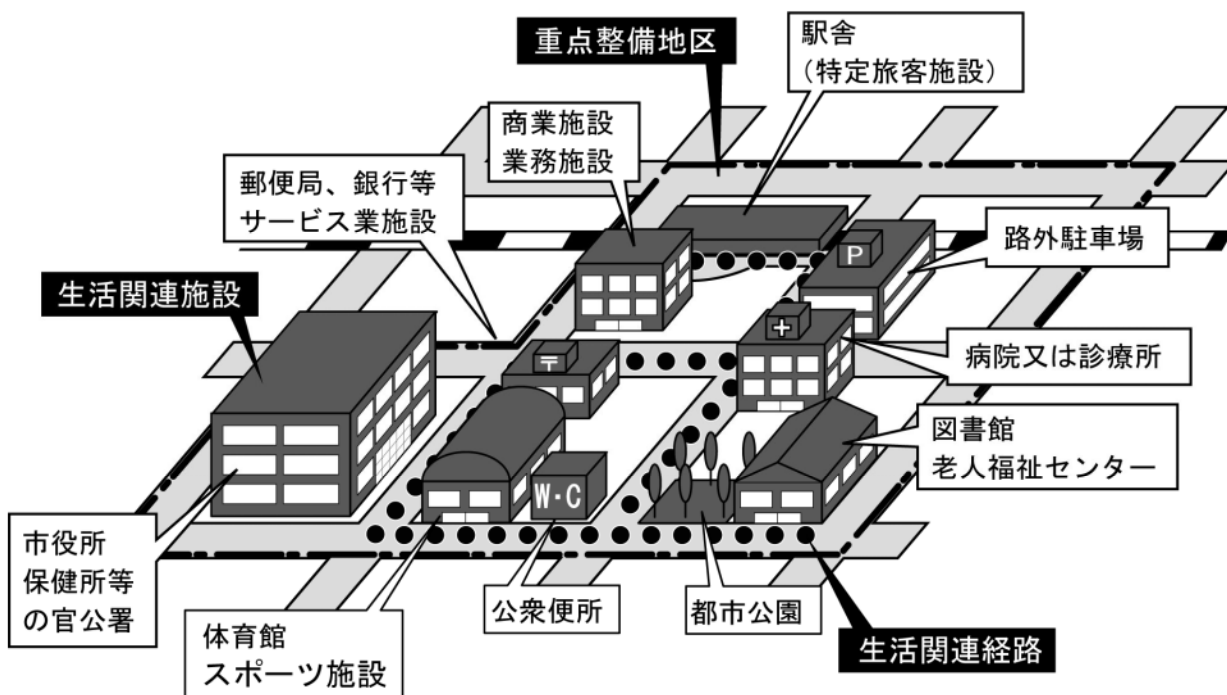 重点整備地区
駅舎
（特定旅客施設）
商業施設
業務施設
郵便局、銀行等
サービス業施設
路外駐車場
生活関連施設
P
〒
病院又は診療所
図書館
老人福祉センター
W・C
市役所
保健所等
の官公署
公衆便所
都市公園
体育館
スポーツ施設
生活関連経路